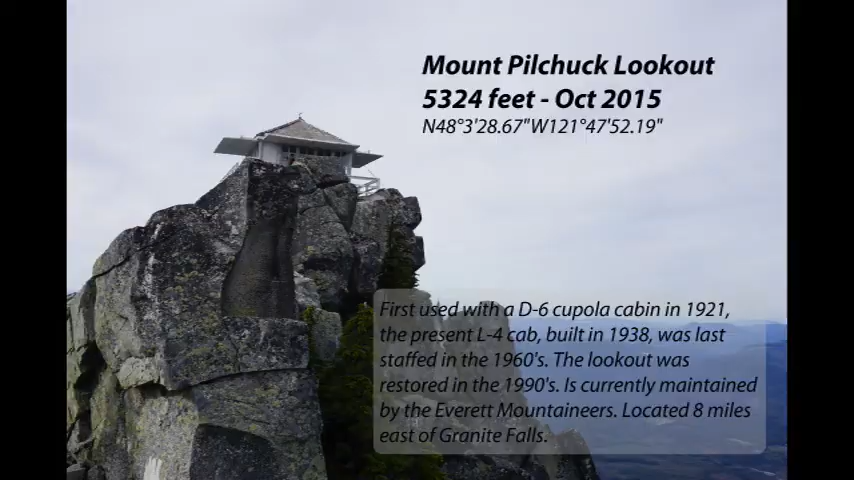 Mount Pilchuck Lookout
5324 feet - Oct 2015
N48°3'28.67"W121°47'52.19"
First used with a D-6 cupola cabin in 1921,
the present L-4 cab, built in 1938, was last
staffed in the 1960's. The lookout was
restored in the 1990's. Is currently maintained
by the Everett Mountaineers. Located 8 miles
east of Granite Falls.